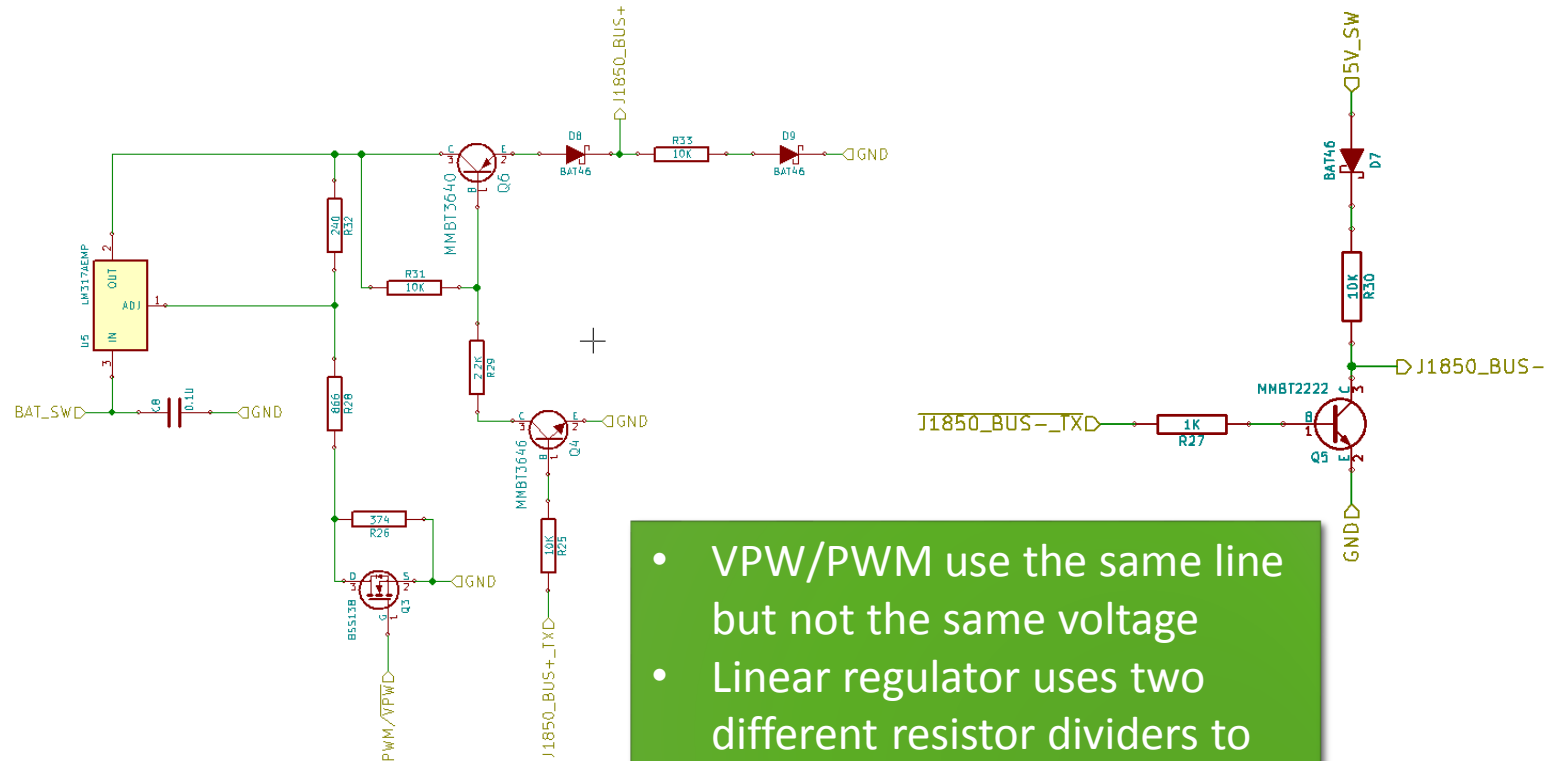 J1850_BUS+
D8
BAT46
R33
10K
D9
BAT46
GND
C
3
E
2
B
1
Q6
MMBT3640
240
R32
LM317AEMP
2
OUT
ADJ
1
IN
U5
3
R31
10K
2.2K
R29
BAT_SW
C8
0.1U
GND
866
R28
C
3
E
2
GND
B
1
Q4
MMBT3646
374
R26
10K
R25
D
3
S
2
GND
G
1
Q3
BSS138
PWM/VPW
J1850_BUS+_TX
5V_SW
BAT46
D7
10K
R30
J1850_BUS-
MMBT2222
C
3
J1850_BUS-_TX
1K
R27
B
1
Q5
E
2
GND
• VPW/PWM use the same line
but not the same voltage
• Linear regulator uses two
different resistor dividers to